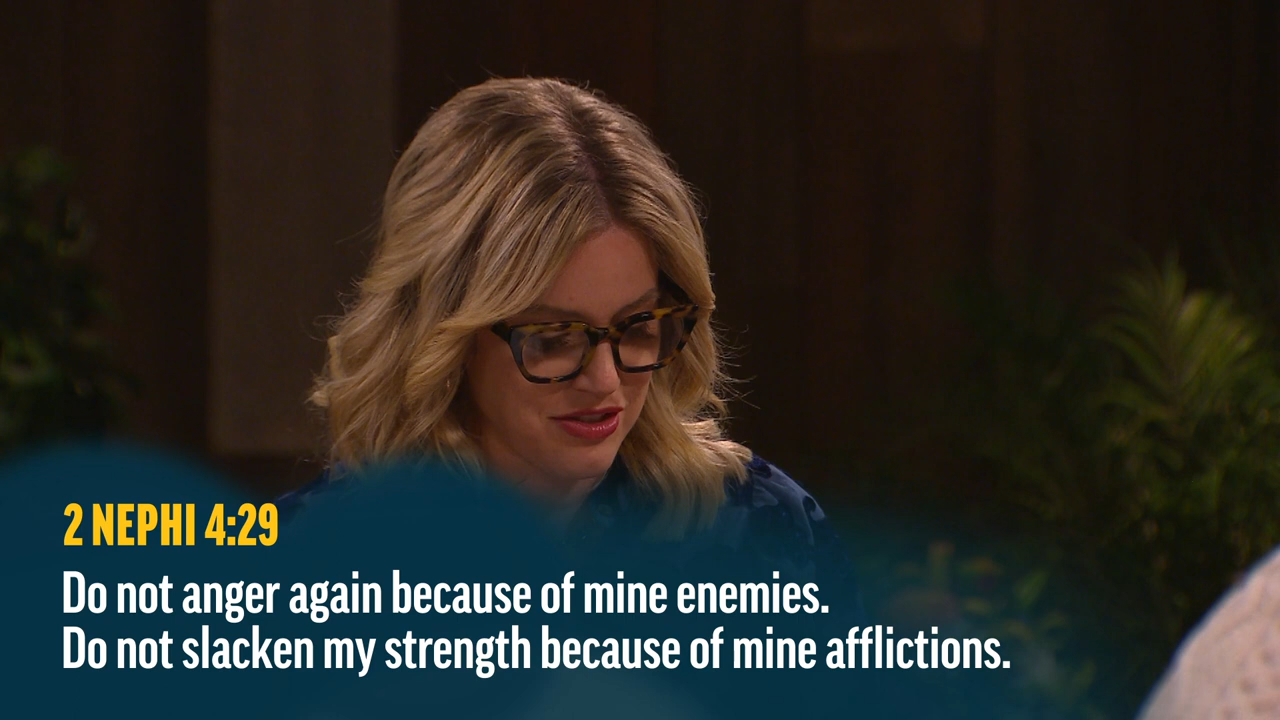 2 NEPHI 4:29
Do not anger again because of mine enemies.
Do not slacken my strength because of mine afflictions.